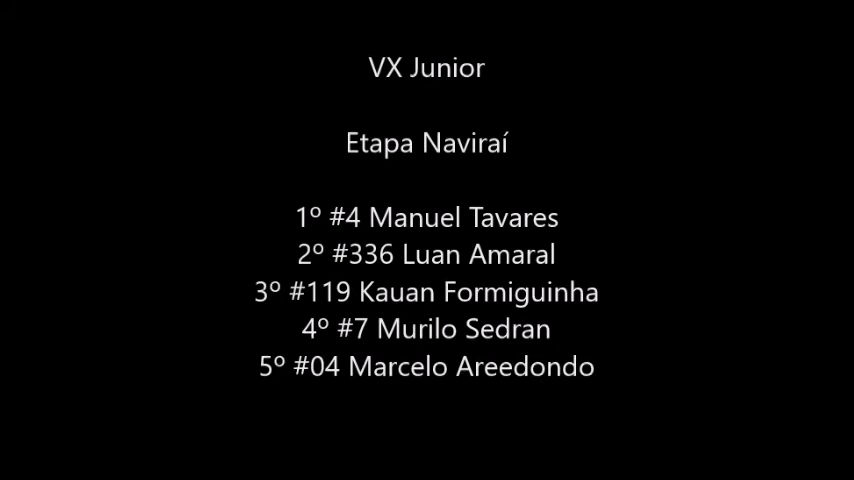 VX Junior
Etapa Naviraí
1º #4 Manuel Tavares
2º #336 Luan Amaral
3º #119 Kauan Formiguinha
4º #7 Murilo Sedran
5º #04 Marcelo Areedondo